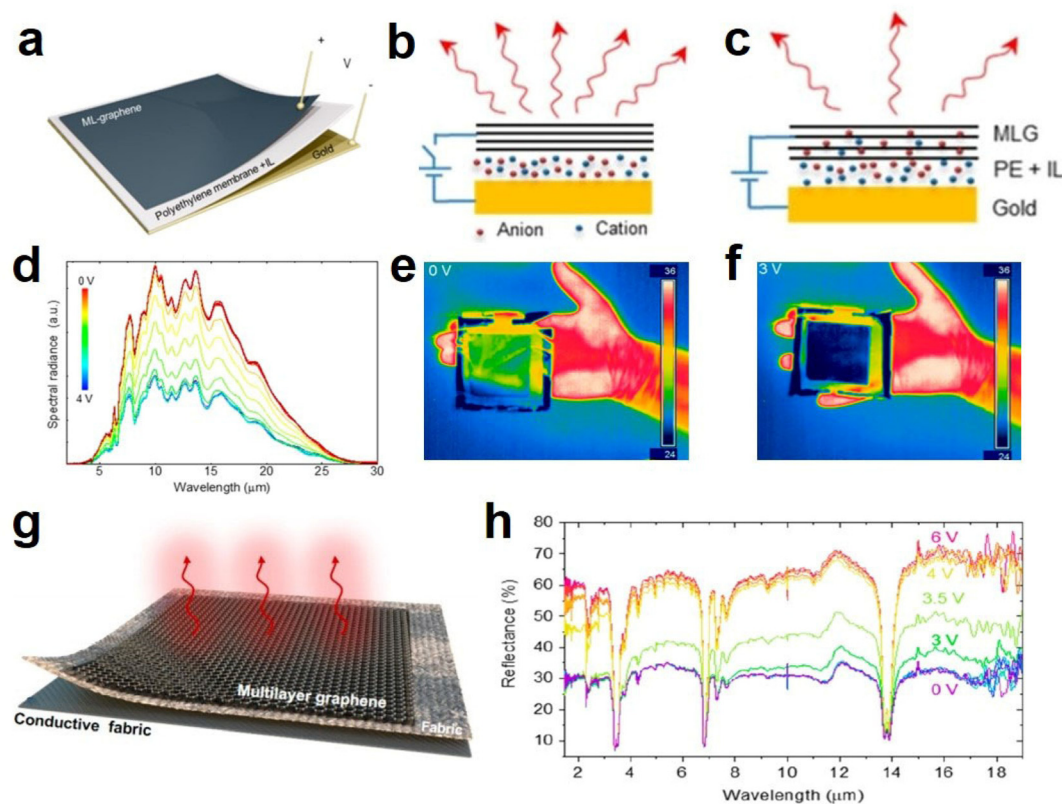 a
+
V
-
ML-graphene
Polyethylene membrane +IL
Gold
b
Anion
Cation
c
MLG
PE + IL
Gold
d
Spectral radiance (a.u.)
0 V
4 V
5
10
15
20
25
30
Wavelength (μm)
e
0 V
36
24
f
3 V
36
24
g
Multilayer graphene
Fabric
Conductive fabric
h
Reflectance (%)
80
70
60
50
40
30
20
10
6 V
4 V
3.5 V
3 V
0 V
2
4
6
8
10
12
14
16
18
Wavelength (μm)